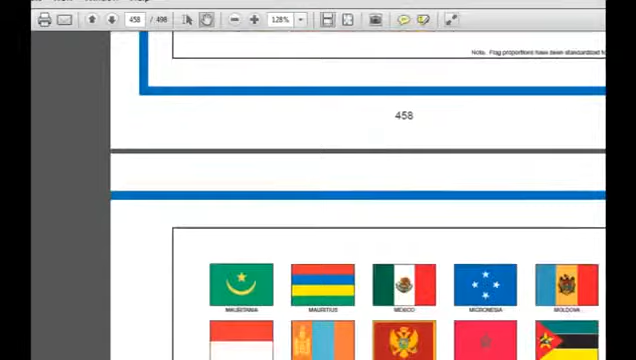 458 / 498
128%
Note. Flag proportions have been standardized
458
MAURITANIA MAURITIUS MEXICO MICRONESIA MOLDOVA